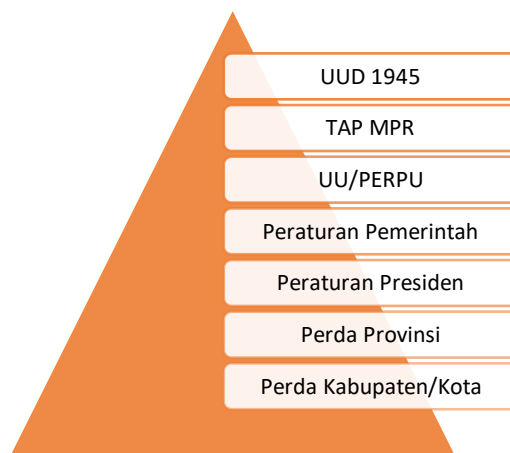 UUD 1945
TAP MPR
UU/PERPU
Peraturan Pemerintah
Peraturan Presiden
Perda Provinsi
Perda Kabupaten/Kota